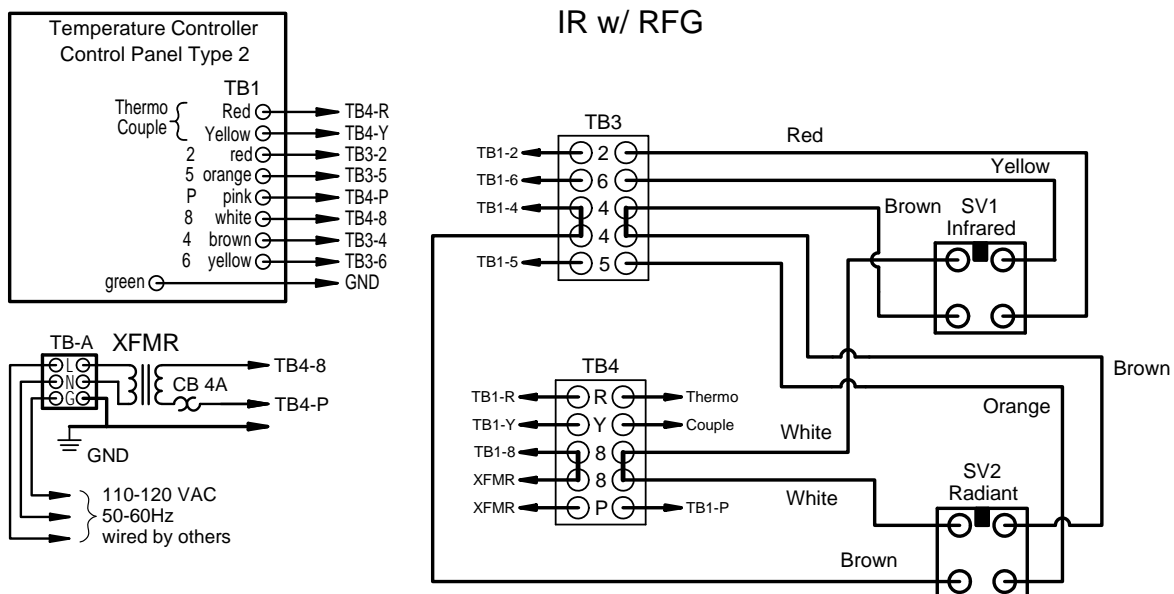 IR w/ RFG
Temperature Controller
Control Panel Type 2
TB1
Thermo
Couple
Red
TB4-R
Yellow
TB4-Y
2 red TB3-2
5 orange TB3-5
P pink TB4-P
8 white TB4-8
4 brown TB3-4
6 yellow TB3-6
green GND
TB-A XFMR
L
N
G
TB4-8
CB 4A
TB4-P
GND
110-120 VAC
50-60Hz
wired by others
TB3
TB1-2 2
TB1-6 6
TB1-4 4
4
TB1-5 5
Red
Yellow
Brown
SV1
Infrared
TB4
TB1-R R Thermo
TB1-Y Y Couple
TB1-8 8
XFMR 8
XFMR P TB1-P
White
White
Brown
Orange
Brown
SV2
Radiant